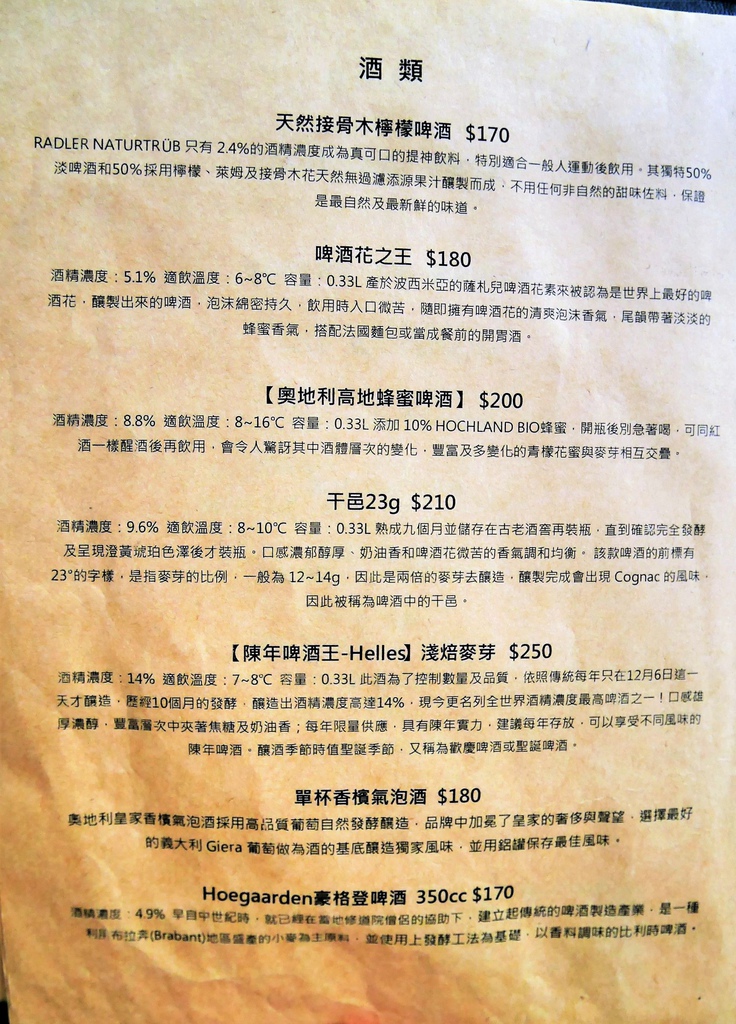 酒 類
天然接骨木檸檬啤酒 $170
RADLER NATURTRÜB 只有 2.4%的酒精濃度成為真可口的提神飲料，特別適合一般人運動後飲用。其獨特50%
淡啤酒和50%採用檸檬、萊姆及接骨木花天然無過濾添源果汁釀製而成，不用任何非自然的甜味佐料，保證
是最自然及最新鮮的味道。
啤酒花之王 $180
酒精濃度：5.1% 適飲溫度：6~8℃ 容量：0.33L 產於波西米亞的薩札兒啤酒花素來被認為是世界上最好的啤
酒花，釀製出來的啤酒，泡沫綿密持久，飲用時入口微苦，隨即擁有啤酒花的清爽泡沫香氣，尾韻帶著淡淡的
蜂蜜香氣，搭配法國麵包或當成餐前的開胃酒。
【奧地利高地蜂蜜啤酒】 $200
酒精濃度：8.8% 適飲溫度：8~16℃ 容量：0.33L 添加 10% HOCHLAND BIO蜂蜜，開瓶後別急著喝，可同紅
酒一樣醒酒後再飲用，會令人驚訝其中酒體層次的變化，豐富及多變化的青檬花蜜與麥芽相互交疊。
干邑23g $210
酒精濃度：9.6% 適飲溫度：8~10℃ 容量：0.33L 熟成九個月並儲存在古老酒窖再裝瓶，直到確認完全發酵
及呈現澄黃琥珀色澤後才裝瓶。口感濃郁醇厚、奶油香和啤酒花微苦的香氣調和均衡。 該款啤酒的前標有
23°的字樣，是指麥芽的比例，一般為 12~14g，因此是兩倍的麥芽去釀造，釀製完成會出現 Cognac 的風味，
因此被稱為啤酒中的干邑。
【陳年啤酒王-Helles】淺焙麥芽 $250
酒精濃度：14% 適飲溫度：7~8℃ 容量：0.33L 此酒為了控制數量及品質，依照傳統每年只在12月6日這一
天才釀造，歷經10個月的發酵，釀造出酒精濃度高達14%，現今更名列全世界酒精濃度最高啤酒之一！口感雄
厚濃醇，豐富層次中夾著焦糖及奶油香；每年限量供應，具有陳年實力，建議每年存放，可以享受不同風味的
陳年啤酒。釀酒季節時值聖誕季節，又稱為歡慶啤酒或聖誕啤酒。
單杯香檳氣泡酒 $180
奧地利皇家香檳氣泡酒採用高品質葡萄自然發酵釀造，品牌中加冕了皇家的奢侈與聲望，選擇最好
的義大利 Giera 葡萄做為酒的基底釀造獨家風味，並用鋁罐保存最佳風味。
Hoegaarden豪格登啤酒 350cc $170
酒精濃度：4.9% 早自中世紀時，就已經在當地修道院僧侶的協助下，建立起傳統的啤酒製造產業，是一種
利用布拉奔(Brabant)地區盛產的小麥為主原料，並使用上發酵工法為基礎，以香料調味的比利時啤酒。